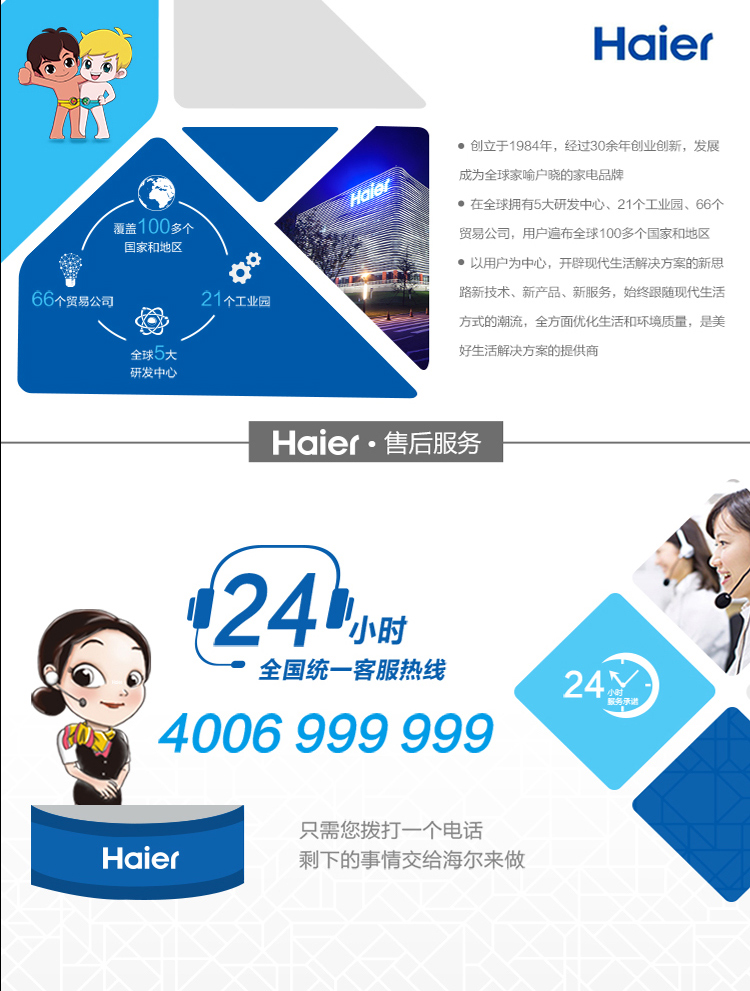 Haier
覆盖100多个
国家和地区
66个贸易公司
21个工业园
全球5大
研发中心
Haier
● 创立于1984年，经过30余年创业创新，发展
成为全球家喻户晓的家电品牌
● 在全球拥有5大研发中心、21个工业园、66个
贸易公司，用户遍布全球100多个国家和地区
● 以用户为中心，开辟现代生活解决方案的新思
路新技术、新产品、新服务，始终跟随现代生活
方式的潮流，全方面优化生活和环境质量，是美
好生活解决方案的提供商
Haier·售后服务
24小时
全国统一客服热线
4006 999 999
24小时
服务承进
Haier
只需您拨打一个电话
剩下的事情交给海尔来做